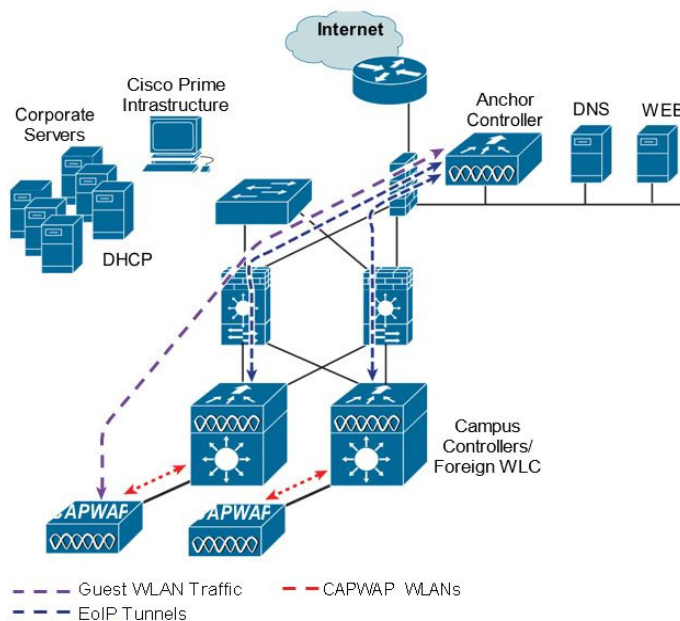 Internet
Cisco Prime
Intrastructure
Corporate
Servers
Anchor
Controller
DNS
WEB
DHCP
Campus
Controllers/
Foreign WLC
CAPWAP
CAPWAP
Guest WLAN Traffic
CAPWAP WLANs
EoIP Tunnels